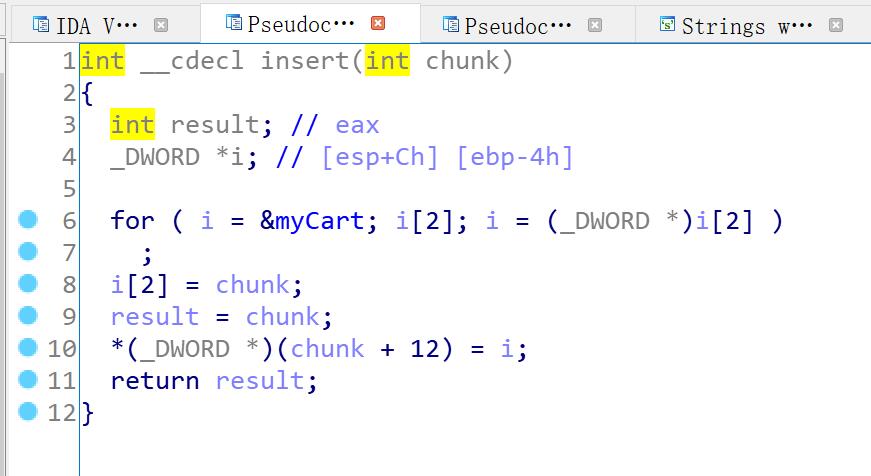 IDA V··· Pseudoc··· Pseudoc··· Strings w···
1 int __cdecl insert(int chunk)
2 {
3 int result; // eax
4 _DWORD *i; // [esp+Ch] [ebp-4h]
5
6 for ( i = &myCart; i[2]; i = (_DWORD *)i[2] )
7 ;
8 i[2] = chunk;
9 result = chunk;
10 *(_DWORD *)(chunk + 12) = i;
11 return result;
12 }